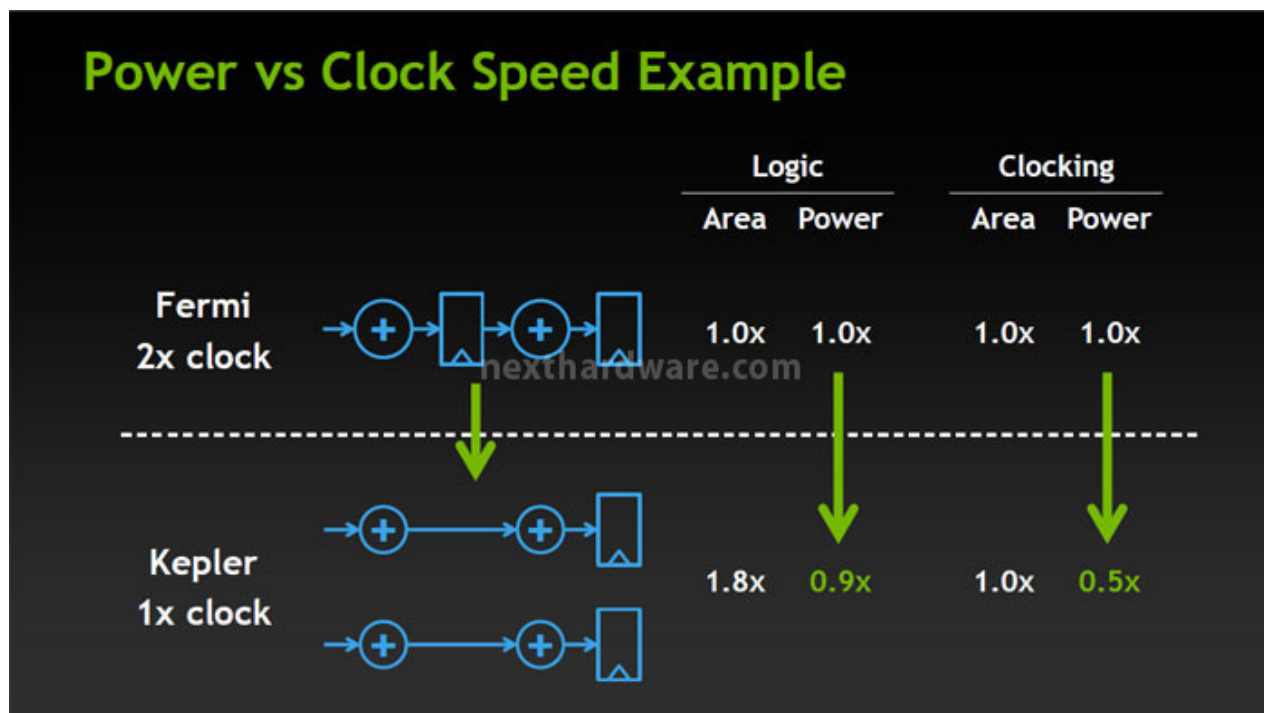 Power vs Clock Speed Example
Logic Clocking
Area Power Area Power
Fermi
2x clock
1.0x 1.0x 1.0x 1.0x
nexthardware.com
Kepler
1x clock
1.8x 0.9x 1.0x 0.5x